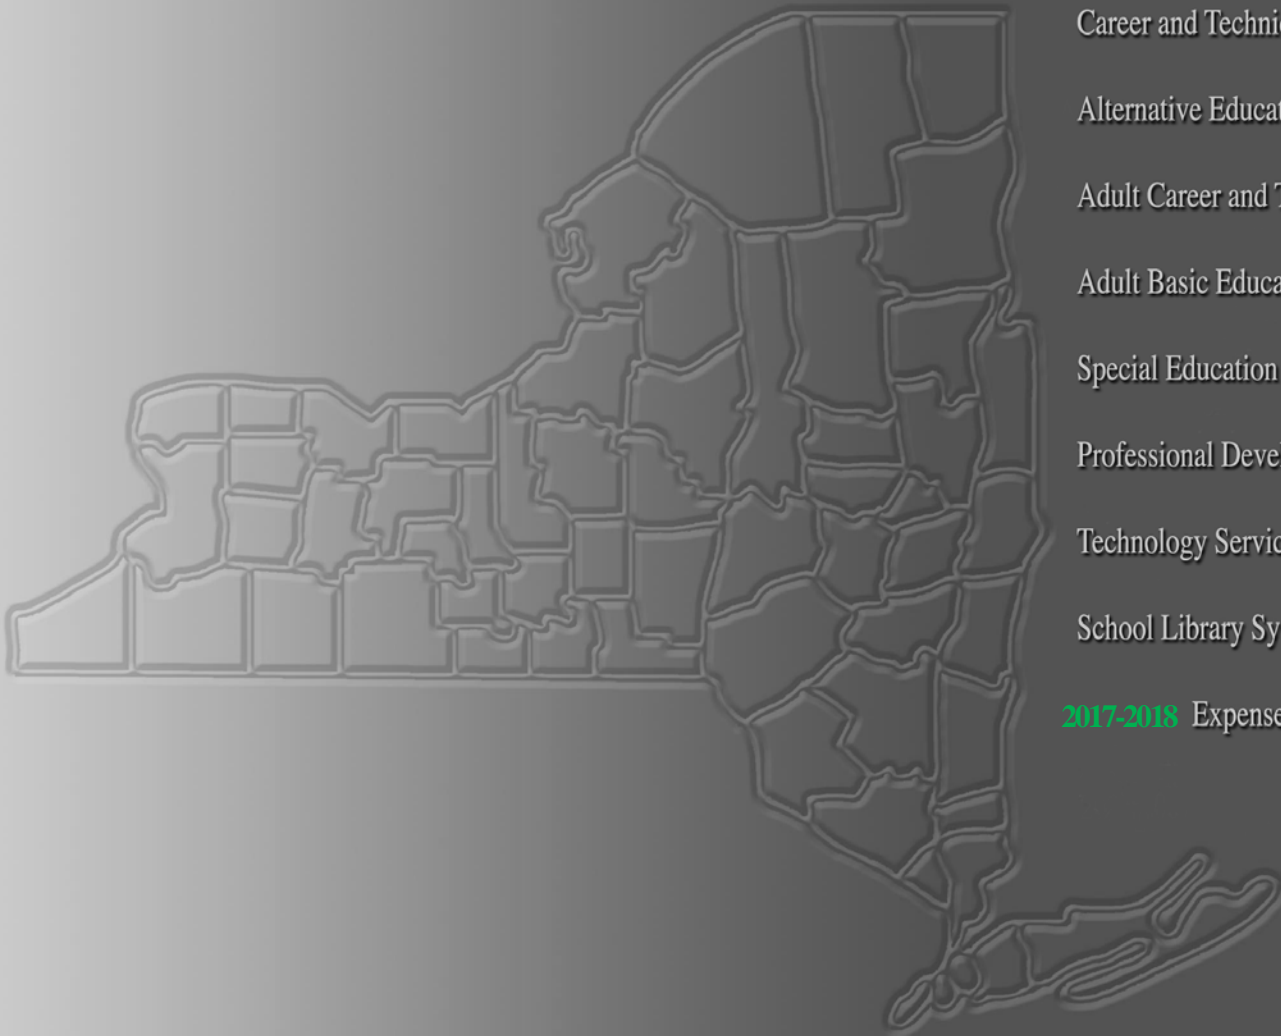 Career and Techni
Alternative Educat
Adult Career and T
Adult Basic Educa
Special Education
Professional Deve
Technology Servic
School Library Sy
2017-2018 Expense